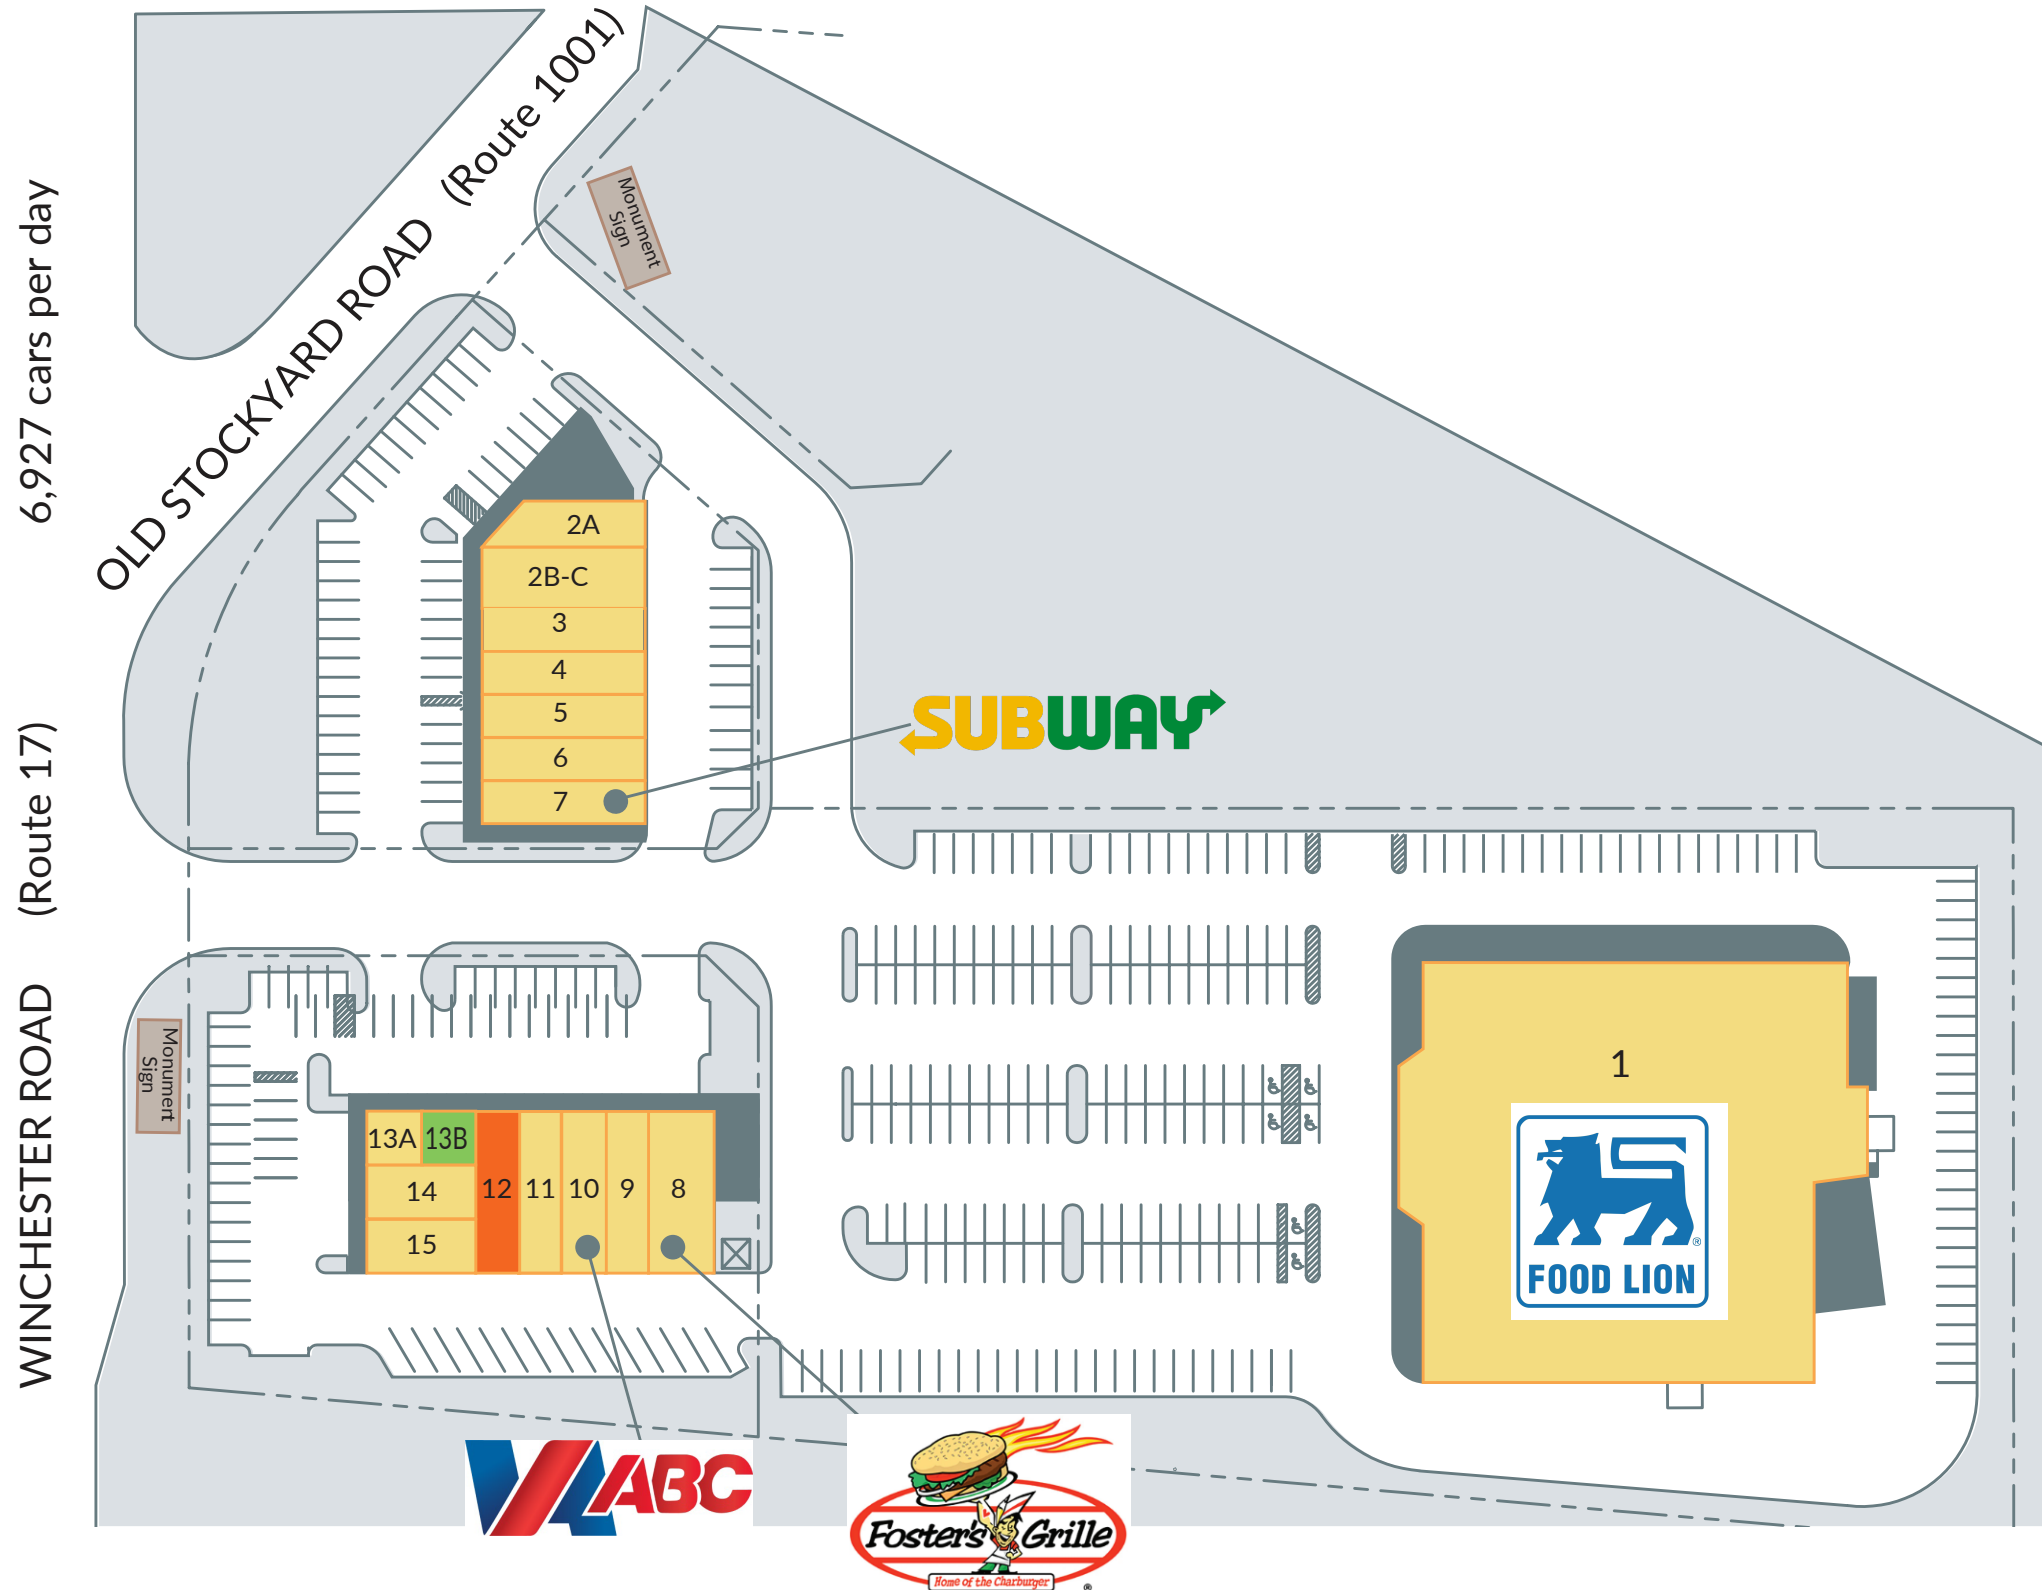 OLD STOCKYARD ROAD (Route 1001)
6,927 cars per day
(Route 17)
WINCHESTER ROAD
Monument
Sign
2A
2B-C
3
4
5
6
7
SUBWAY
Monumert
Sign
13A
13B
14
15
12
11
10
9
8
1
FOOD LION
®
VA ABC
Foster's Grille
Home of the Charburger
®